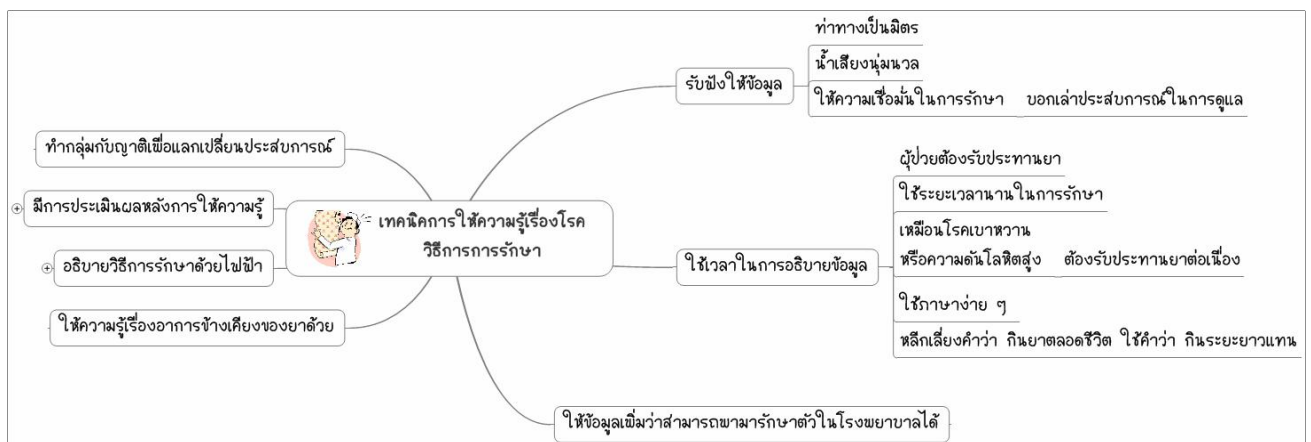 เทคนิคการให้ความรู้เรื่องโรค
วิธีการการรักษา
รับฟังให้ข้อมูล
ท่าทางเป็นมิตร
น้ำเสียงนุ่มนวล
ให้ความเชื่อมั่นในการรักษา บอกเล่าประสบการณ์ในการดูแล
ใช้เวลาในการอธิบายข้อมูล
ผู้ป่วยต้องรับประทานยา
ใช้ระยะเวลานานในการรักษา
เหมือนโรคเบาหวาน
หรือความดันโลหิตสูง ต้องรับประทานยาต่อเนื่อง
ใช้ภาษาง่าย ๆ
หลีกเลี่ยงคำว่า กินยาตลอดชีวิต ใช้คำว่า กินระยะยาวแทน
ให้ข้อมูลเพิ่มว่าสามารถพามารักษาตัวในโรงพยาบาลได้
ทำกลุ่มกับญาติเพื่อแลกเปลี่ยนประสบการณ์
มีการประเมินผลหลังการให้ความรู้
อธิบายวิธีการรักษาด้วยไฟฟ้า
ให้ความรู้เรื่องอาการข้างเคียงของยาด้วย